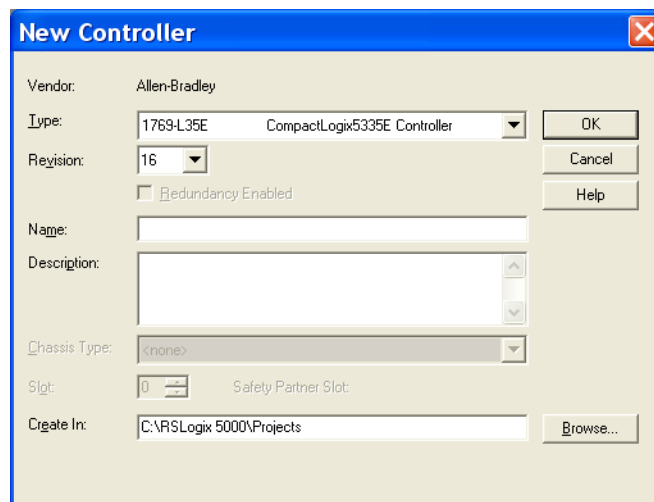 New Controller
Vendor: Allen-Bradley
Type: 1769-L35E CompactLogix5335E Controller OK
Revision: 16 Cancel
Redundancy Enabled Help
Name:
Description:
Chassis Type: <none>
Slot: 0 Safety Partner Slot:
Create In: C:\RSLogix 5000\Projects Browse...